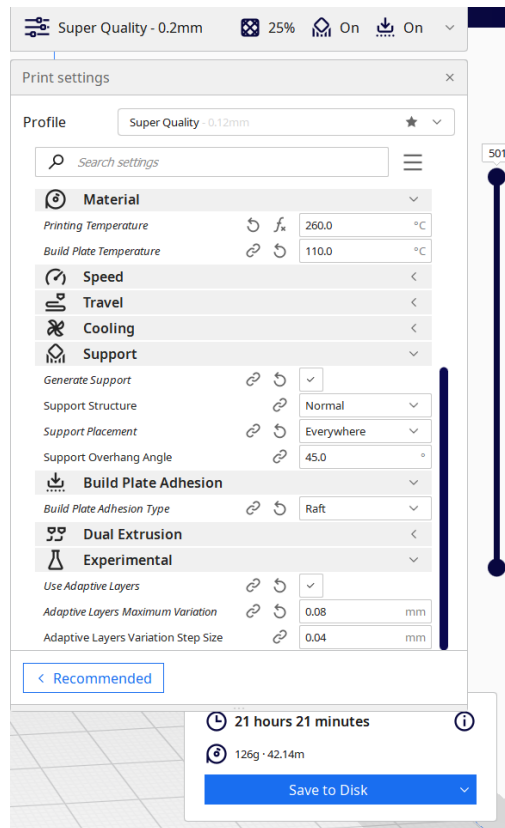 Super Quality - 0.2mm 25% On On
Print settings
Profile Super Quality - 0.12mm
Search settings
501
Material
Printing Temperature 260.0 °C
Build Plate Temperature 110.0 °C
Speed
Travel
Cooling
Support
Generate Support
Support Structure Normal
Support Placement Everywhere
Support Overhang Angle 45.0 °
Build Plate Adhesion
Build Plate Adhesion Type Raft
Dual Extrusion
Experimental
Use Adaptive Layers
Adaptive Layers Maximum Variation 0.08 mm
Adaptive Layers Variation Step Size 0.04 mm
Recommended
21 hours 21 minutes
126g · 42.14m
Save to Disk